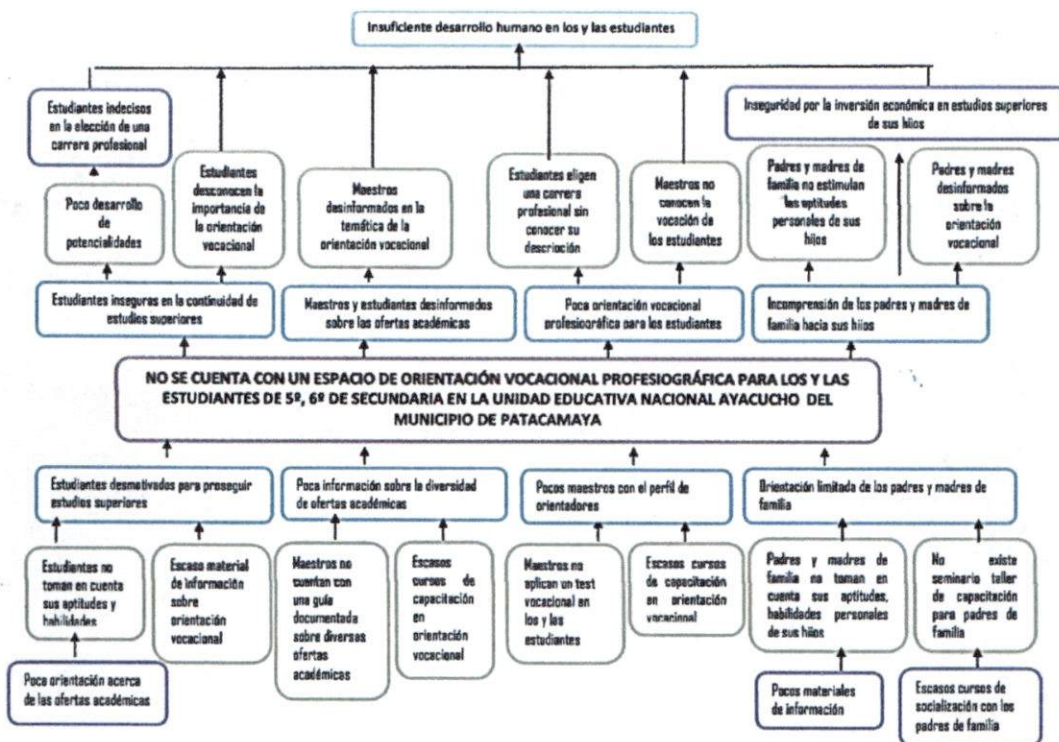 Insuficiente desarrollo humano en los y las estudiantes
Estudiantes indecisos
en la elección de una
carrera profesional
Inseguridad por la inversión económica en estudios superiores
de sus hijos
Poco desarrollo
de
potencialidades
Estudiantes
desconocen la
importancia de
la orientación
vocacional
Maestros
desinformados en la
temática de la
orientación vocacional
Estudiantes eligen
una carrera
profesional sin
conocer su
descripción
Maestros no
conocen la
vocación de
los estudiantes
Padres y madres
de familia no estimulan
las aptitudes
personales de sus
hijos
Padres y madres
desinformados
sobre la
orientación
vocacional
Estudiantes inseguras en la continuidad de
estudios superiores
Maestros y estudiantes desinformados
sobre las ofertas académicas
Poca orientación vocacional
profesiográfica para los estudiantes
Incomprensión de los padres y madres de
familia hacia sus hijos
NO SE CUENTA CON UN ESPACIO DE ORIENTACIÓN VOCACIONAL PROFESIOGRÁFICA PARA LOS Y LAS
ESTUDIANTES DE 5º, 6º DE SECUNDARIA EN LA UNIDAD EDUCATIVA NACIONAL AYACUCHO DEL
MUNICIPIO DE PATACAMAYA
Estudiantes desmotivados para proseguir
estudios superiores
Poca información sobre la diversidad
de ofertas académicas
Pocos maestros con el perfil de
orientadores
Orientación limitada de los padres y madres de
familia
Estudiantes no
toman en cuenta
sus aptitudes y
habilidades
Escaso material
de información
sobre
orientación
vocacional
Maestros no
cuentan con
una guía
documentada
sobre diversas
ofertas
académicas
Escasos
cursos de
capacitación
en
orientación
vocacional
Maestros no
aplican un test
vocacional en
los y las
estudiantes
Escasos cursos
de capacitación
en orientación
vocacional
Padres y madres de
familia no toman en
cuenta sus aptitudes,
habilidades personales
de sus hijos
No existe
seminario taller
de capacitación
para padres de
familia
Poca orientación acerca
de las ofertas académicas
Pocos materiales
de información
Escasos cursos de
socialización con los
padres de familia